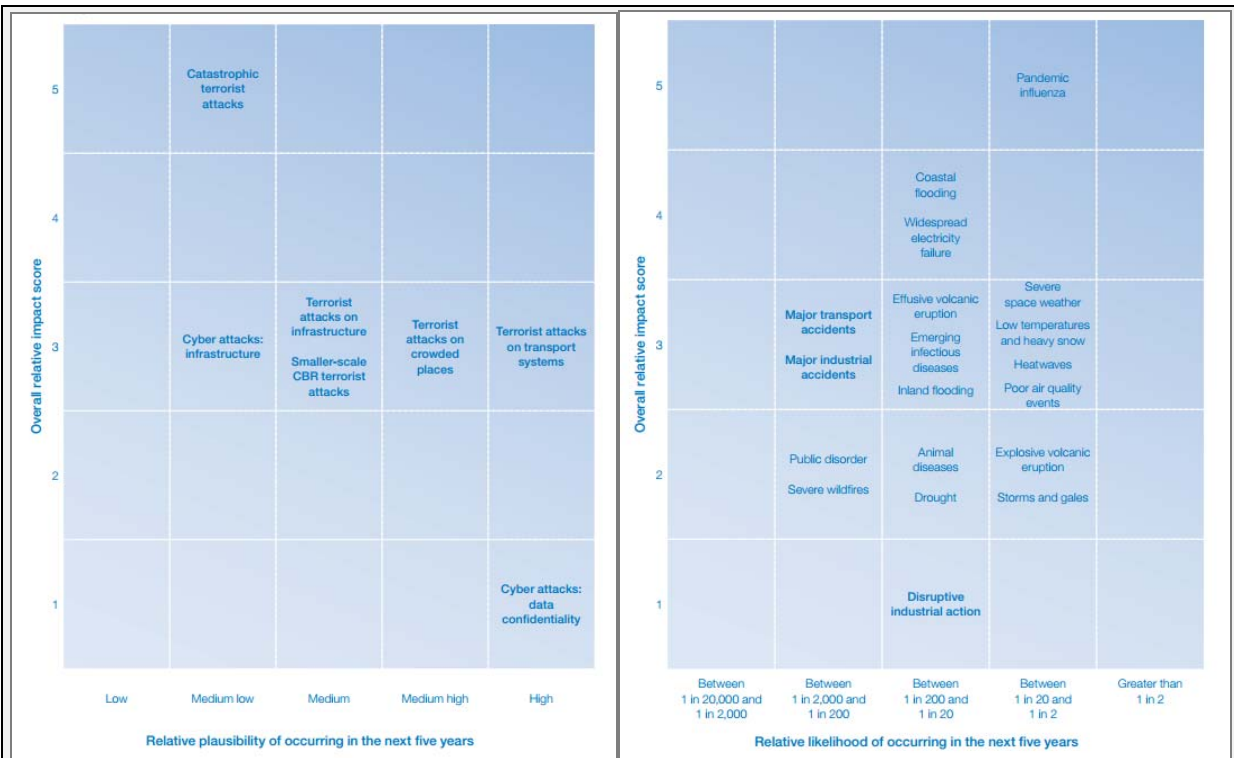 5
Catastrophic
terrorist
attacks
4
Overall relative impact score
3
Cyber attacks:
infrastructure
Terrorist
attacks on
infrastructure
Smaller-scale
CBR terrorist
attacks
Terrorist
attacks on
crowded
places
Terrorist attacks
on transport
systems
2
1
Cyber attacks:
data
confidentiality
Low
Medium low
Medium
Medium high
High
Relative plausibility of occurring in the next five years
5
Pandemic
influenza
4
Coastal
flooding
Widespread
electricity
failure
Overall relative impact score
3
Major transport
accidents
Major industrial
accidents
Effusive volcanic
eruption
Emerging
infectious
diseases
Inland flooding
Severe
space weather
Low temperatures
and heavy snow
Heatwaves
Poor air quality
events
2
Public disorder
Severe wildfires
Animal
diseases
Drought
Explosive volcanic
eruption
Storms and gales
1
Disruptive
industrial action
Between
1 in 20,000 and
1 in 2,000
Between
1 in 2,000 and
1 in 200
Between
1 in 200 and
1 in 20
Between
1 in 20 and
1 in 2
Greater than
1 in 2
Relative likelihood of occurring in the next five years